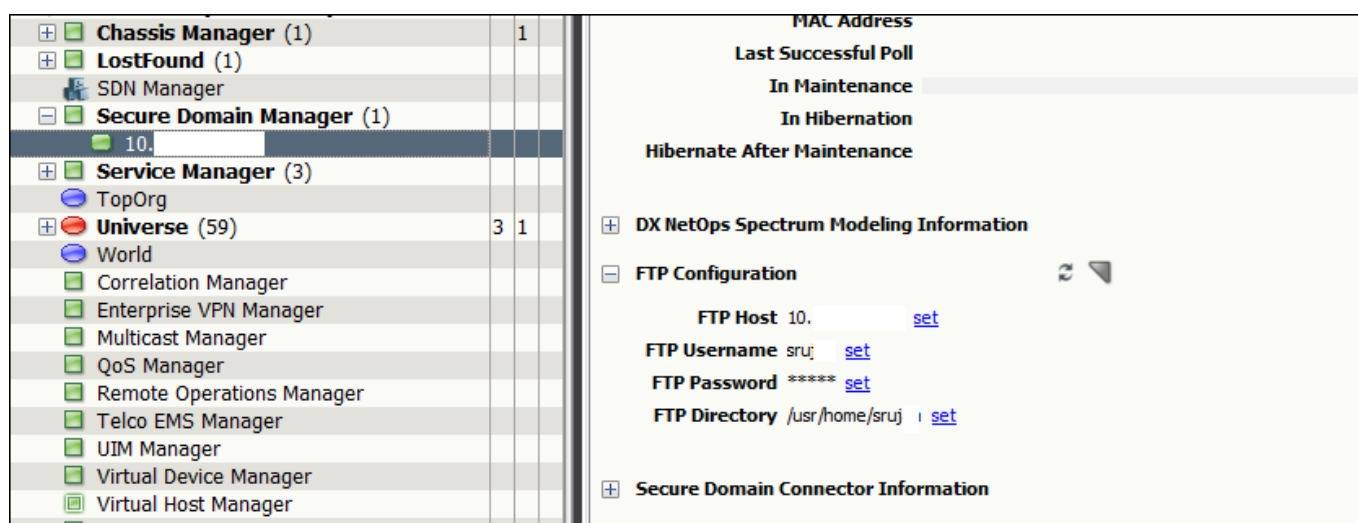 Chassis Manager (1) 1
LostFound (1)
SDN Manager
Secure Domain Manager (1)
10.
Service Manager (3)
TopOrg
Universe (59) 3 1
World
Correlation Manager
Enterprise VPN Manager
Multicast Manager
QoS Manager
Remote Operations Manager
Telco EMS Manager
UIM Manager
Virtual Device Manager
Virtual Host Manager
MAC Address
Last Successful Poll
In Maintenance
In Hibernation
Hibernate After Maintenance
DX NetOps Spectrum Modeling Information
FTP Configuration
FTP Host 10. set
FTP Username sruj set
FTP Password ***** set
FTP Directory /usr/home/sruj set
Secure Domain Connector Information